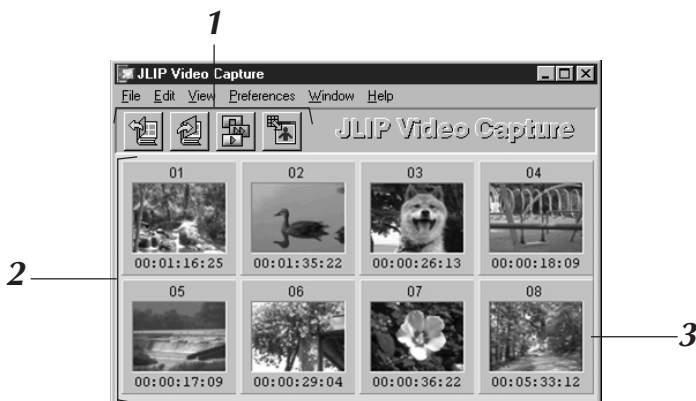 1
JLIP Video Capture
File Edit View Preferences Window Help
JLIP Video Capture
01 02 03 04
00:01:16:25 00:01:35:22 00:00:26:13 00:00:18:09
2
05 06 07 08
3
00:00:17:09 00:00:29:04 00:00:36:22 00:05:33:12